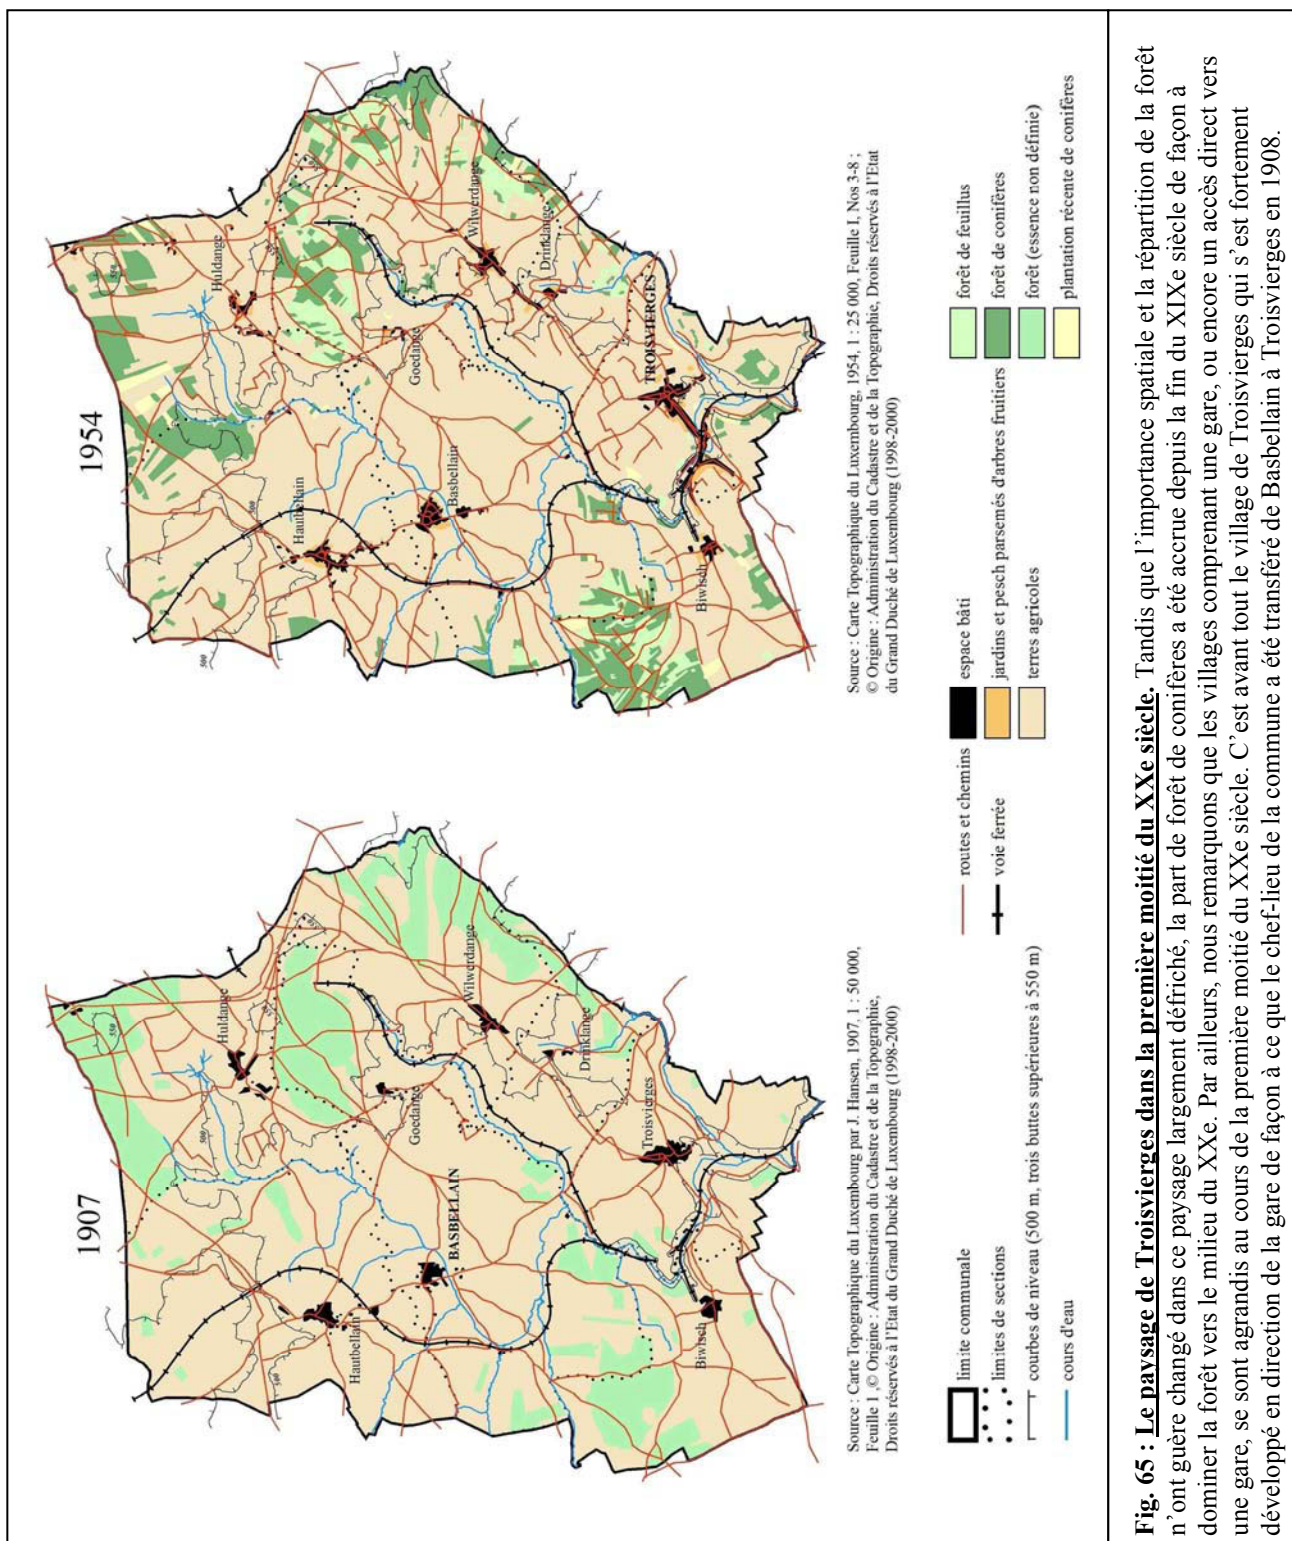 1907
Huldange
Hautbellain
BASBELLAIN
Goedange
Wilwerdange
Drinklange
Troisvierges
Biwisch
550
550
500
500
Source : Carte Topographique du Luxembourg par J. Hansen, 1907, 1 : 50 000,
Feuille 1 ,© Origine : Administration du Cadastre et de la Topographie,
Droits réservés à l'Etat du Grand Duché de Luxembourg (1998-2000)
1954
Huldange
Hautbellain
Basbellain
Goedange
Wilwerdange
Drinklange
TROISVIERGES
Biwisch
550
500
500
Source : Carte Topographique du Luxembourg, 1954, 1 : 25 000, Feuille I, Nos 3-8 ;
© Origine : Administration du Cadastre et de la Topographie, Droits réservés à l'Etat
du Grand Duché de Luxembourg (1998-2000)
limite communale
limites de sections
courbes de niveau (500 m, trois buttes supérieures à 550 m)
cours d'eau
routes et chemins
voie ferrée
espace bâti
jardins et pesch parsemés d'arbres fruitiers
terres agricoles
forêt de feuillus
forêt de conifères
forêt (essence non définie)
plantation récente de conifères
Fig. 65 : Le paysage de Troisvierges dans la première moitié du XXe siècle. Tandis que l'importance spatiale et la répartition de la forêt
n'ont guère changé dans ce paysage largement défriché, la part de forêt de conifères a été accrue depuis la fin du XIXe siècle de façon à
dominer la forêt vers le milieu du XXe. Par ailleurs, nous remarquons que les villages comprenant une gare, ou encore un accès direct vers
une gare, se sont agrandis au cours de la première moitié du XXe siècle. C'est avant tout le village de Troisvierges qui s'est fortement
développé en direction de la gare de façon à ce que le chef-lieu de la commune a été transféré de Basbellain à Troisvierges en 1908.